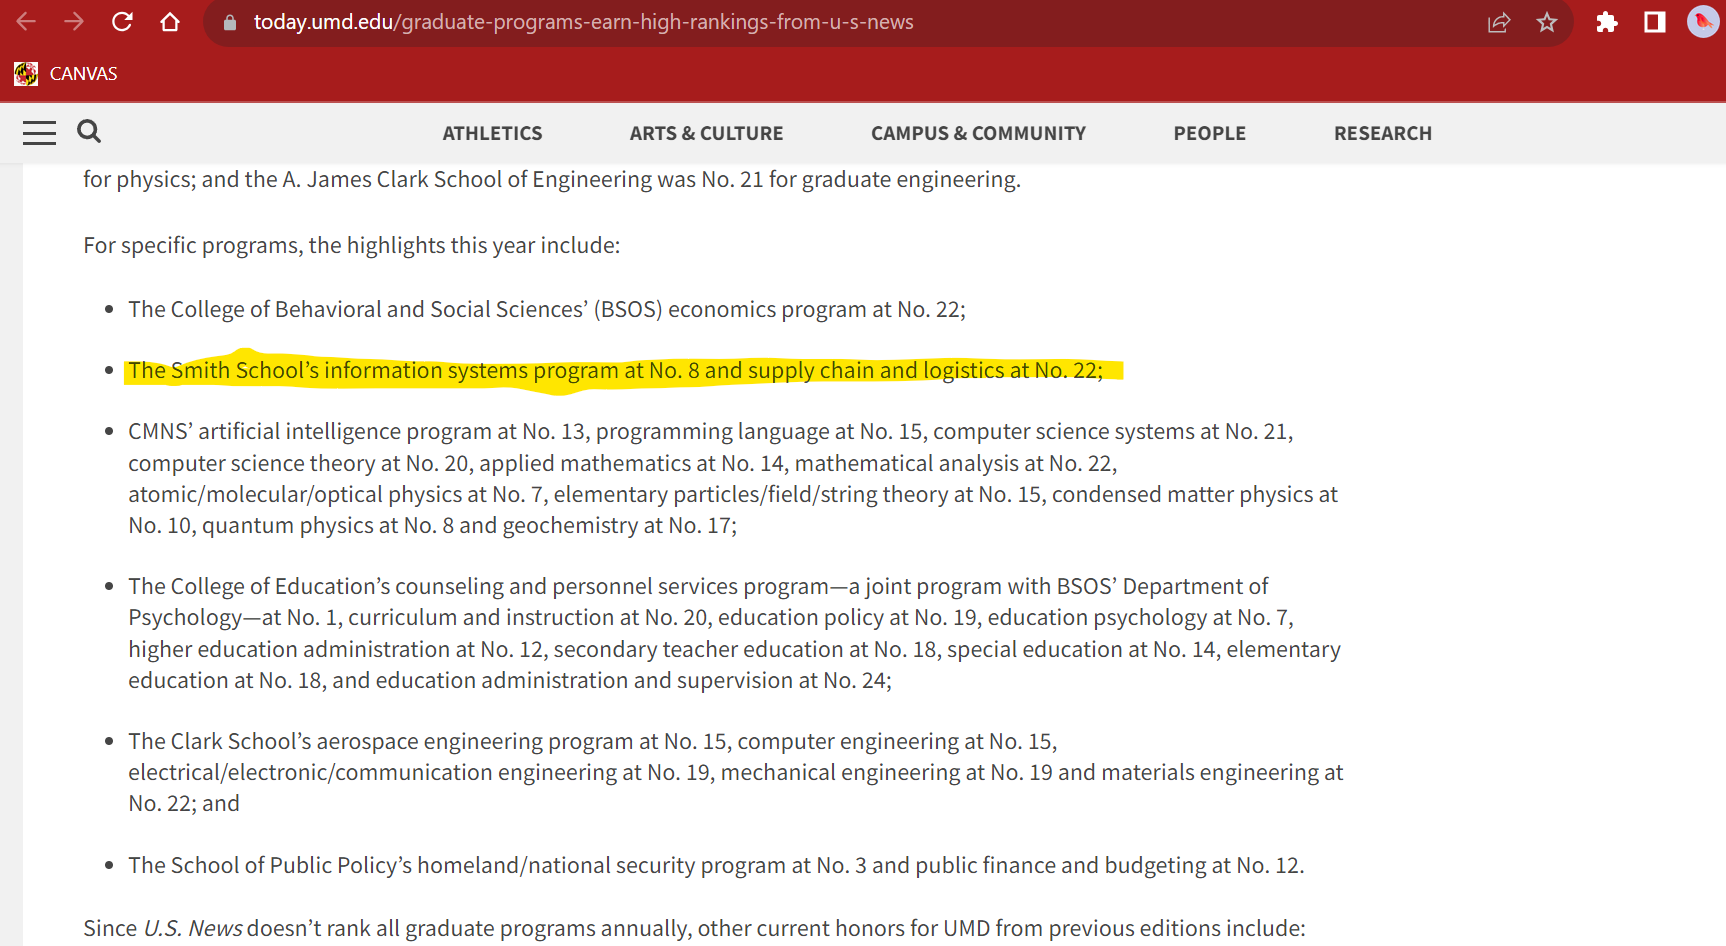 today.umd.edu/graduate-programs-earn-high-rankings-from-u-s-news
CANVAS
ATHLETICS ARTS & CULTURE CAMPUS & COMMUNITY PEOPLE RESEARCH
for physics; and the A. James Clark School of Engineering was No. 21 for graduate engineering.
For specific programs, the highlights this year include:
• The College of Behavioral and Social Sciences’ (BSOS) economics program at No. 22;
• The Smith School’s information systems program at No. 8 and supply chain and logistics at No. 22;
• CMNS’ artificial intelligence program at No. 13, programming language at No. 15, computer science systems at No. 21,
computer science theory at No. 20, applied mathematics at No. 14, mathematical analysis at No. 22,
atomic/molecular/optical physics at No. 7, elementary particles/field/string theory at No. 15, condensed matter physics at
No. 10, quantum physics at No. 8 and geochemistry at No. 17;
• The College of Education’s counseling and personnel services program—a joint program with BSOS’ Department of
Psychology—at No. 1, curriculum and instruction at No. 20, education policy at No. 19, education psychology at No. 7,
higher education administration at No. 12, secondary teacher education at No. 18, special education at No. 14, elementary
education at No. 18, and education administration and supervision at No. 24;
• The Clark School’s aerospace engineering program at No. 15, computer engineering at No. 15,
electrical/electronic/communication engineering at No. 19, mechanical engineering at No. 19 and materials engineering at
No. 22; and
• The School of Public Policy’s homeland/national security program at No. 3 and public finance and budgeting at No. 12.
Since U.S. News doesn’t rank all graduate programs annually, other current honors for UMD from previous editions include: